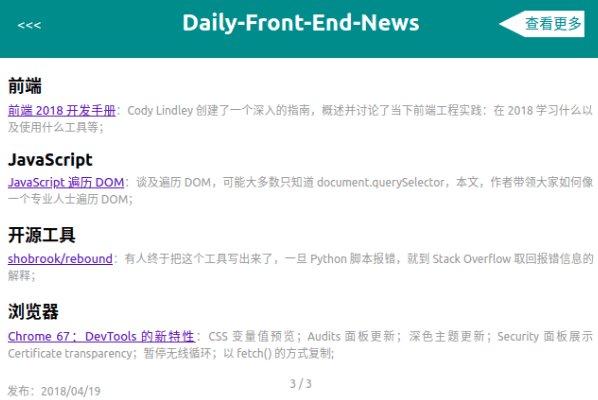 <<<
Daily-Front-End-News
查看更多
前端
前端 2018 开发手册：Cody Lindley 创建了一个深入的指南，概述并讨论了当下前端工程实践：在 2018 学习什么以
及使用什么工具等；
JavaScript
JavaScript 遍历 DOM：谈及遍历 DOM，可能大多数只知道 document.querySelector，本文，作者带领大家如何像
一个专业人士遍历 DOM；
开源工具
shobrook/rebound：有人终于把这个工具写出来了，一旦 Python 脚本报错，就到 Stack Overflow 取回报错信息的
解释；
浏览器
Chrome 67：DevTools 的新特性：CSS 变量值预览；Audits 面板更新；深色主题更新；Security 面板展示
Certificate transparency；暂停无线循环；以 fetch() 的方式复制;
3 / 3
发布：2018/04/19